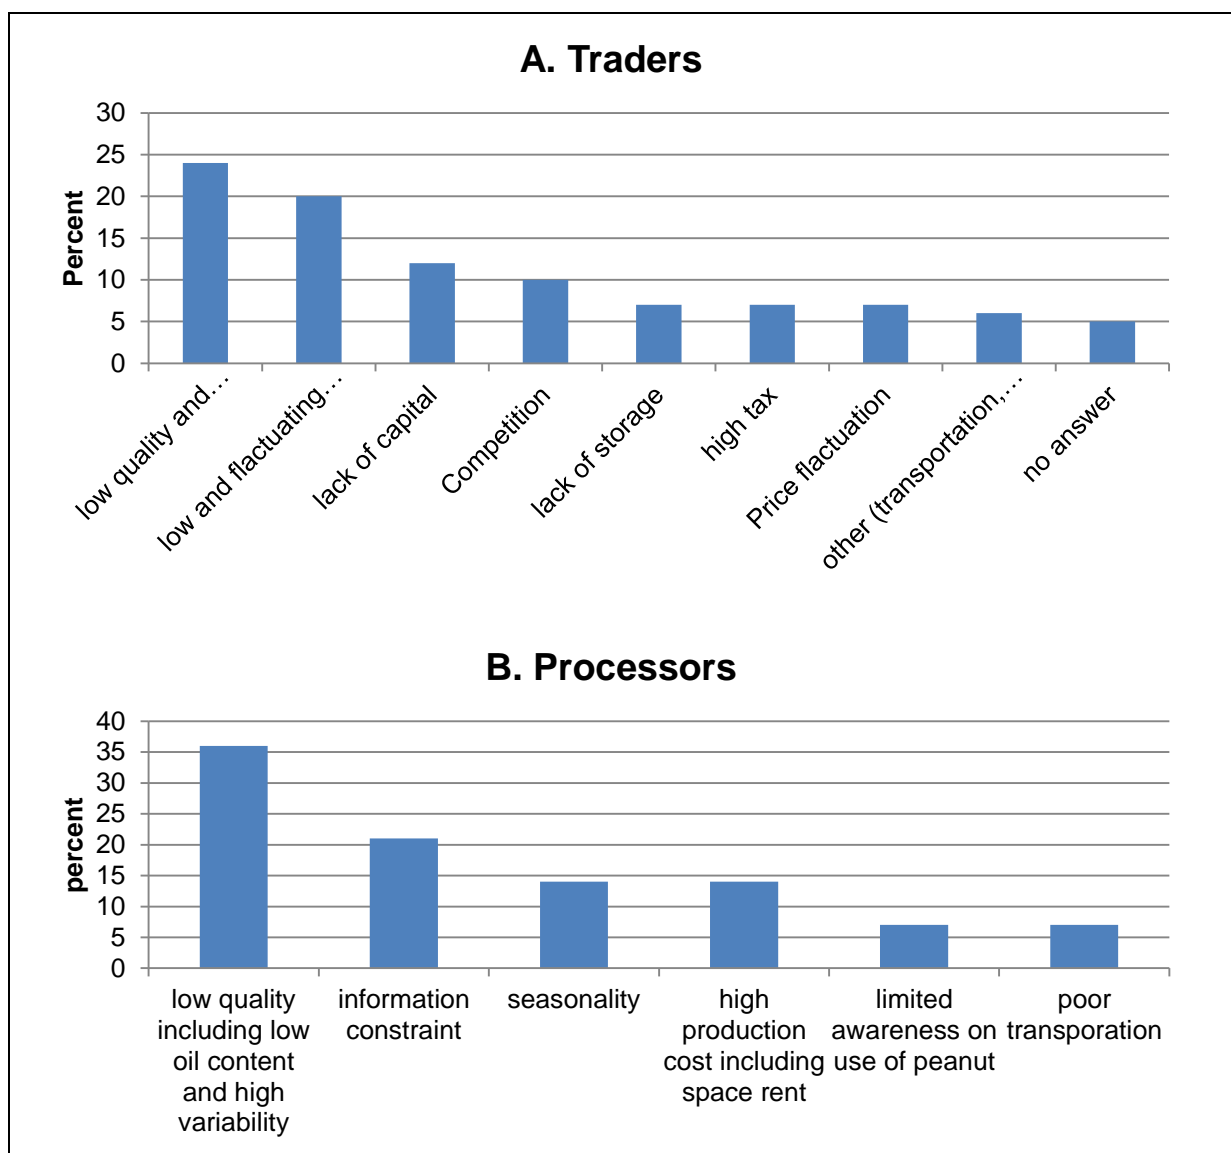 A. Traders
30
25
20
15
10
5
0
Percent
low quality and…
low and flactuating…
lack of capital
Competition
lack of storage
high tax
Price flactuation
other (transportation,…
no answer
B. Processors
40
35
30
25
20
15
10
5
0
percent
low quality
including low
oil content
and high
variability
information
constraint
seasonality
high
production
cost including
space rent
limited
awareness on
use of peanut
poor
transporation